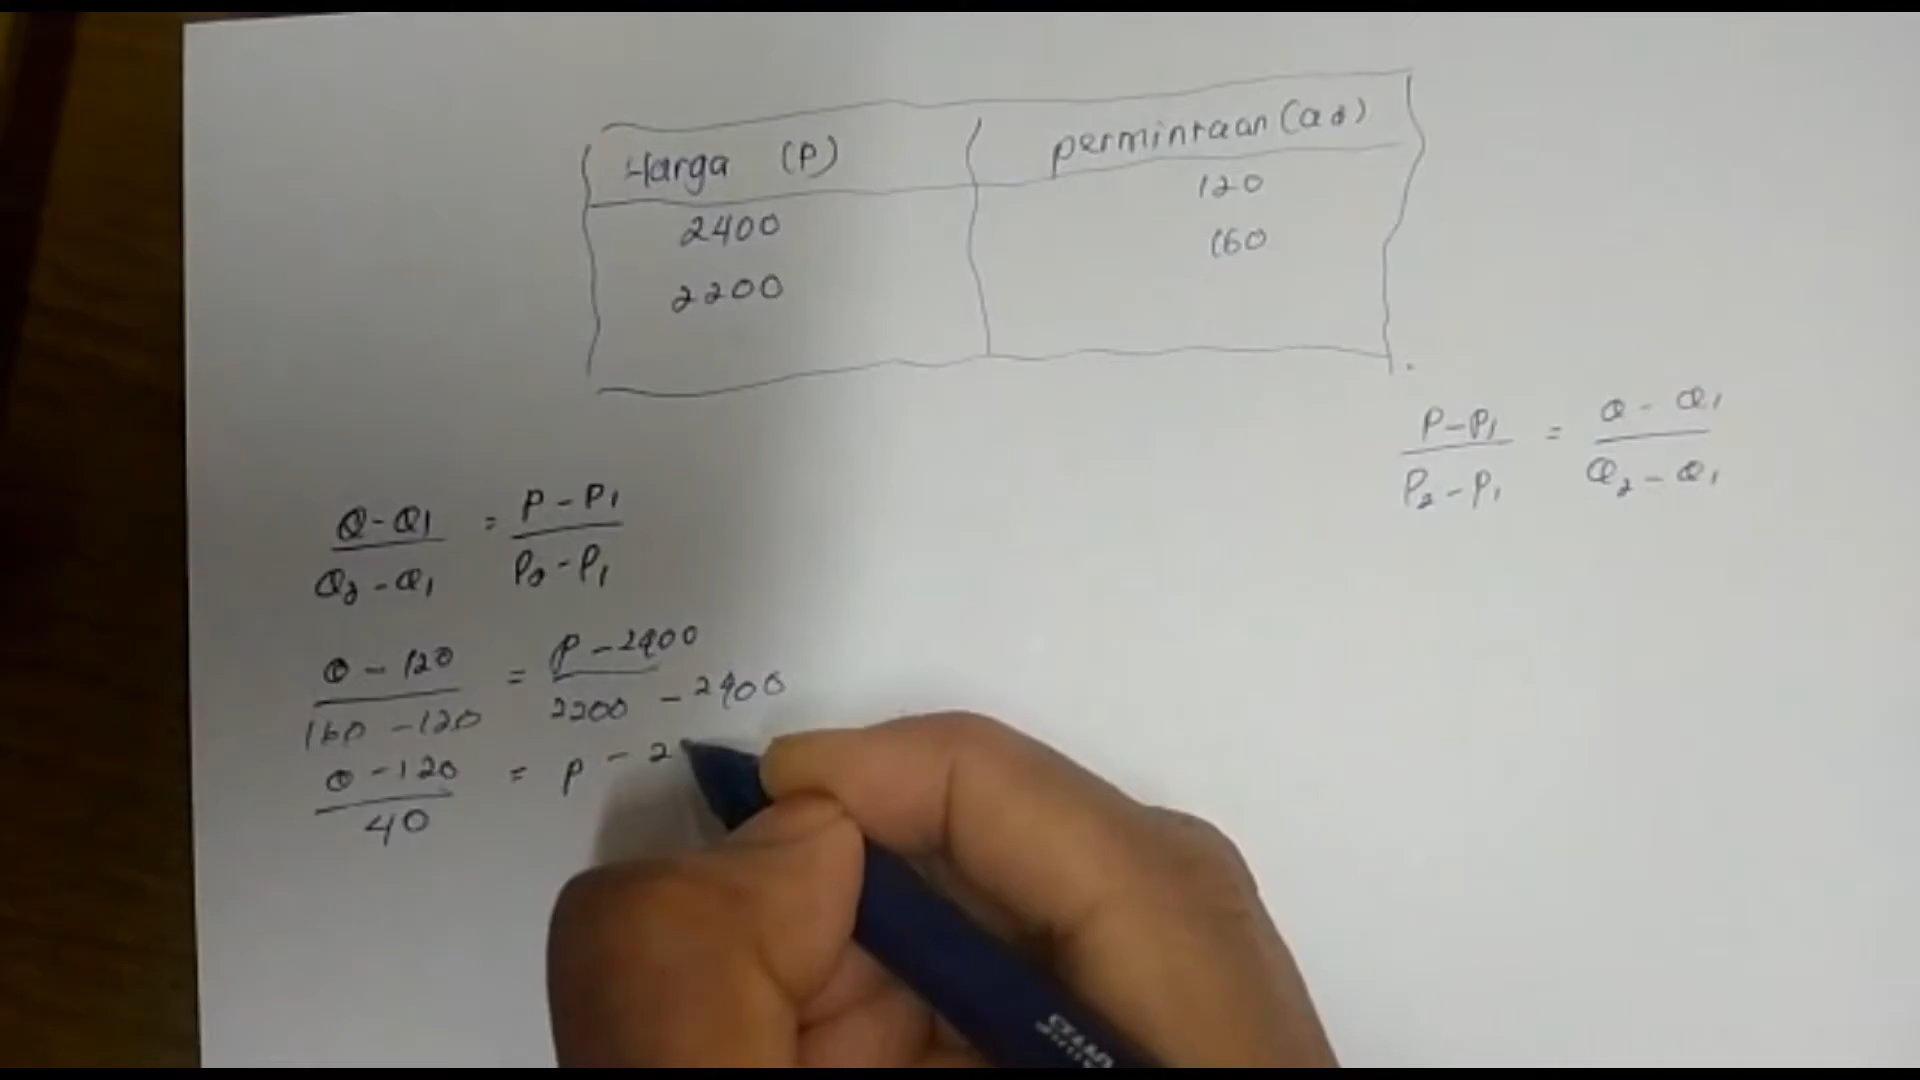 Harga (P) permintaan (Qd)
2400 120
2200 160
P-P1 / P2-P1 = Q-Q1 / Q2-Q1
Q-Q1 / Q2-Q1 = P-P1 / P2-P1
Q-120 / 160-120 = P-2400 / 2200-2400
Q-120 / 40 = P-2